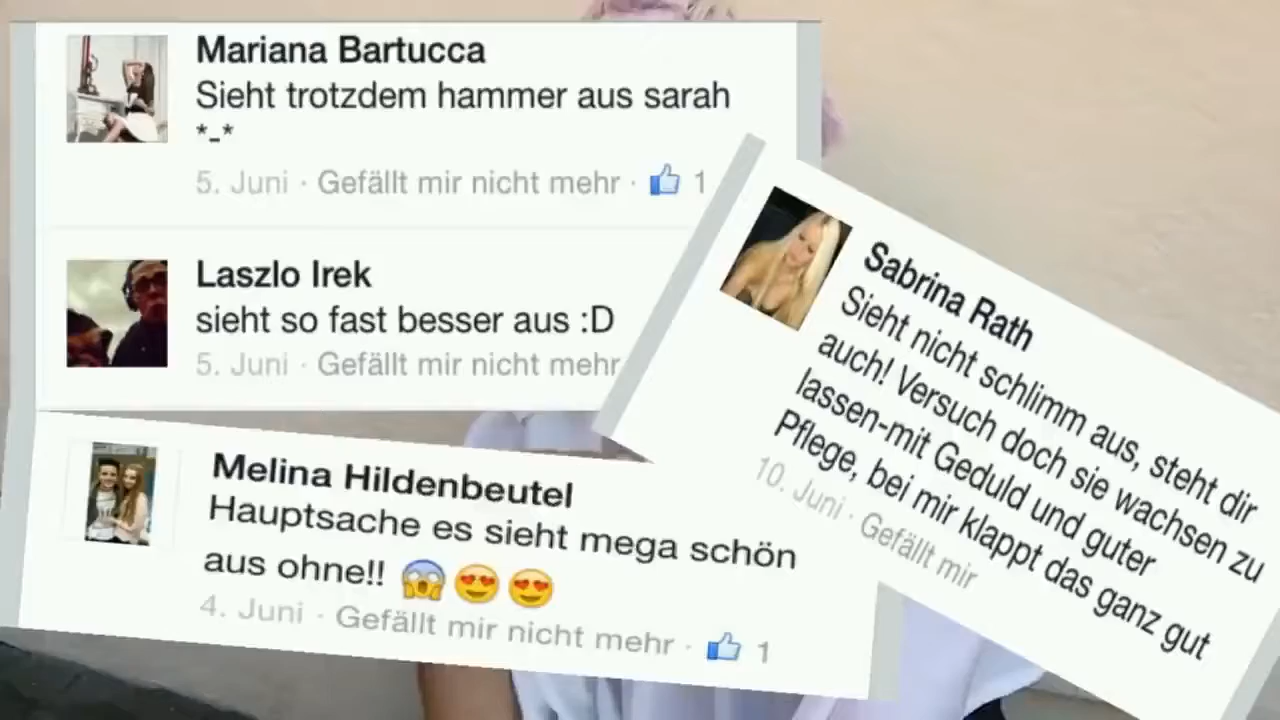 Mariana Bartucca
Sieht trotzdem hammer aus sarah
*-*
5. Juni · Gefällt mir nicht mehr · 1
Laszlo Irek
sieht so fast besser aus :D
5. Juni · Gefällt mir nicht mehr
Melina Hildenbeutel
Hauptsache es sieht mega schön
aus ohne!! 😱😍😍
4. Juni · Gefällt mir nicht mehr · 1
Sabrina Rath
Sieht nicht schlimm aus, steht dir
auch! Versuch doch sie wachsen zu
lassen-mit Geduld und guter
Pflege, bei mir klappt das ganz gut
10. Juni · Gefällt mir